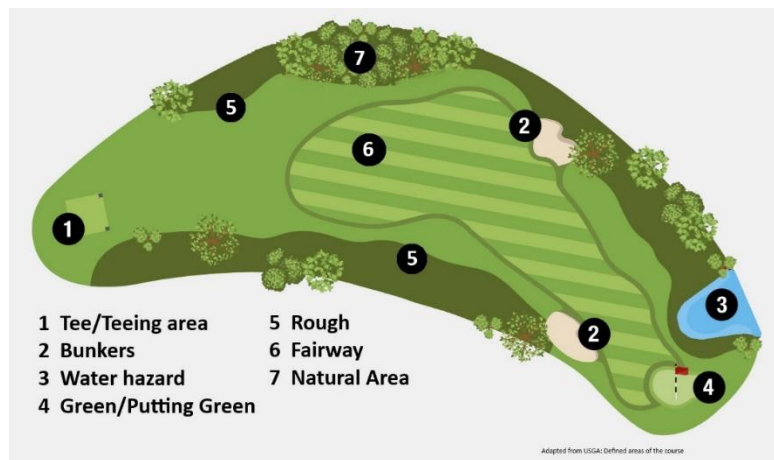 7
5
2
6
1
5
3
2
4
1 Tee/Teeing area
2 Bunkers
3 Water hazard
4 Green/Putting Green
5 Rough
6 Fairway
7 Natural Area
Adapted from USGA: Defined areas of the course